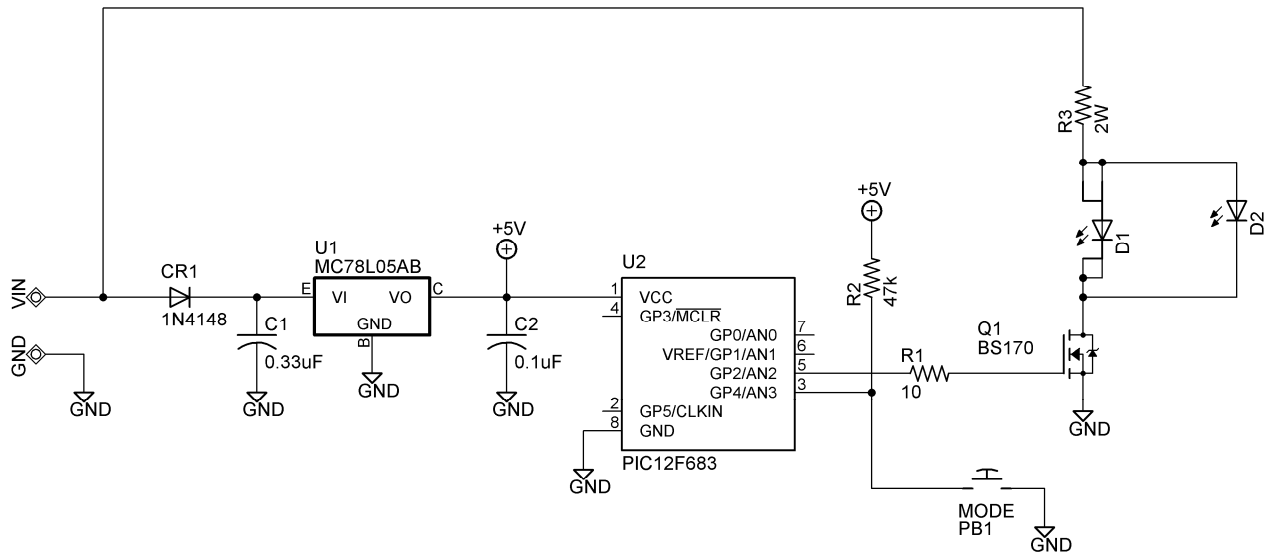 VIN
GND
GND
CR1
1N4148
C1
0.33uF
GND
U1
MC78L05AB
E
VI
VO
C
GND
B
GND
+5V
C2
0.1uF
GND
U2
1
VCC
4
GP3/MCLR
GP0/AN0
7
VREF/GP1/AN1
6
GP2/AN2
5
GP4/AN3
3
2
GP5/CLKIN
8
GND
PIC12F683
GND
+5V
R2
47k
R1
10
MODE
PB1
GND
Q1
BS170
GND
R3
2W
D1
D2